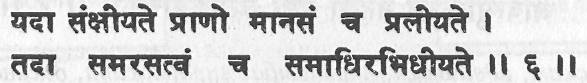 यदा संक्षीयते प्राणो मानसं च प्रलीयते ।
तदा समरसत्वं च समाधिरभिधीयते ।। ६ ।।